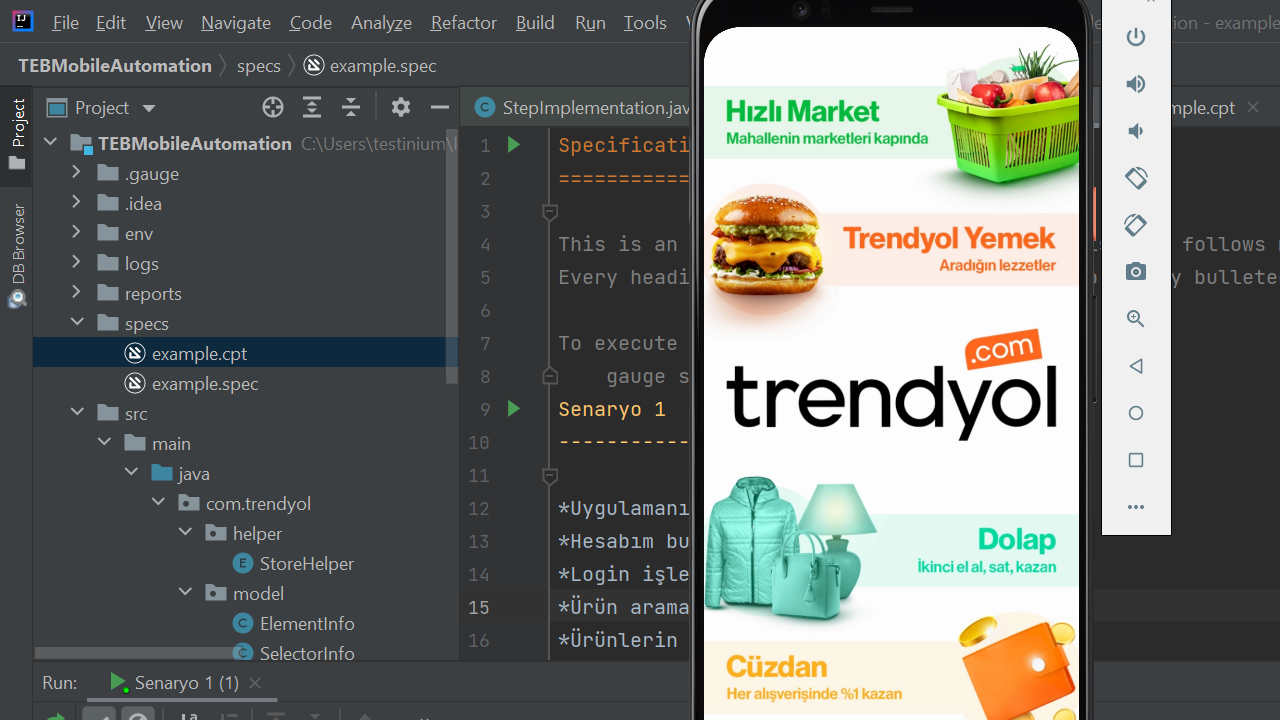 File Edit View Navigate Code Analyze Refactor Build Run Tools
example
TEBMobileAutomation specs example.spec
Project
StepImplementation.jav
TEBMobileAutomation C:\Users\testinium\
.gauge
.idea
env
logs
reports
specs
example.cpt
example.spec
src
main
java
com.trendyol
helper
StoreHelper
model
ElementInfo
SelectorInfo
Project
DB Browser
1 Specificati
2 ============
3
4 This is an
follows
5 Every headi
bullete
6
7 To execute
8 gauge s
9 Senaryo 1
10 ------------
11
12 *Uygulamanı
13 *Hesabım bu
14 *Login işle
15 *Ürün arama
16 *Ürünlerin
Hızlı Market
Mahallenin marketleri kapında
Trendyol Yemek
Aradığın lezzetler
.com
trendyol
Dolap
İkinci el al, sat, kazan
Cüzdan
Her alışverişinde %1 kazan
Run: Senaryo 1 (1)